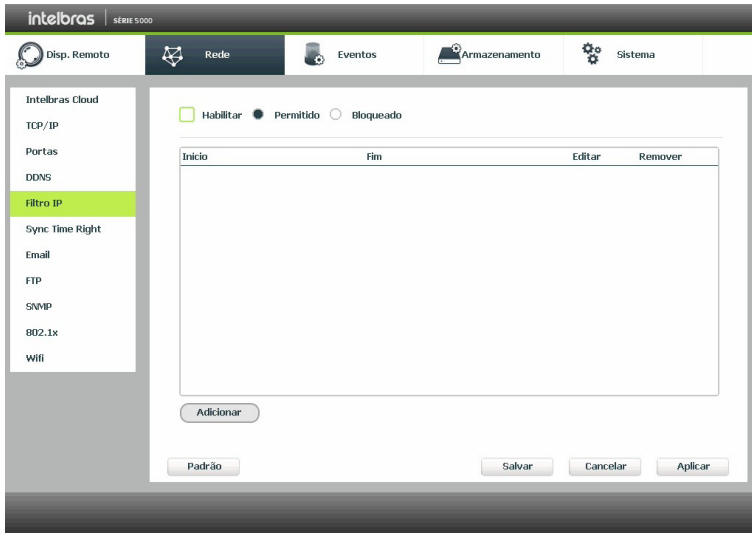 intelbras SÉRIE 5000
Disp. Remoto Rede Eventos Armazenamento Sistema
Intelbras Cloud
TCP/IP
Portas
DDNS
Filtro IP
Sync Time Right
Email
FTP
SNMP
802.1x
Wifi
Habilitar Permitido Bloqueado
Início Fim Editar Remover
Adicionar
Padrão Salvar Cancelar Aplicar